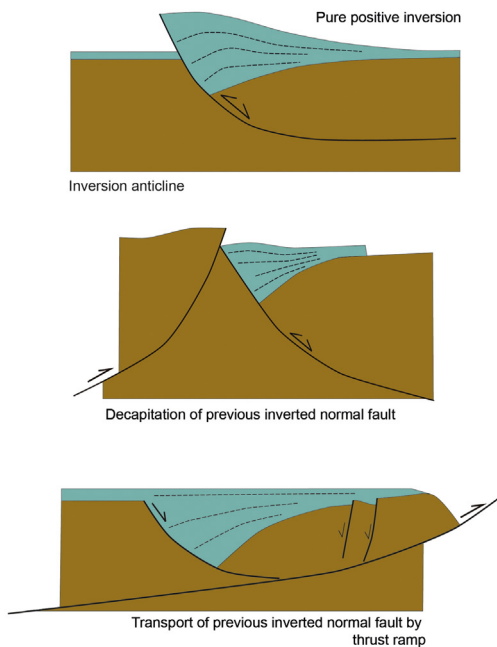 Pure positive inversion
Inversion anticline
Decapitation of previous inverted normal fault
Transport of previous inverted normal fault by
thrust ramp